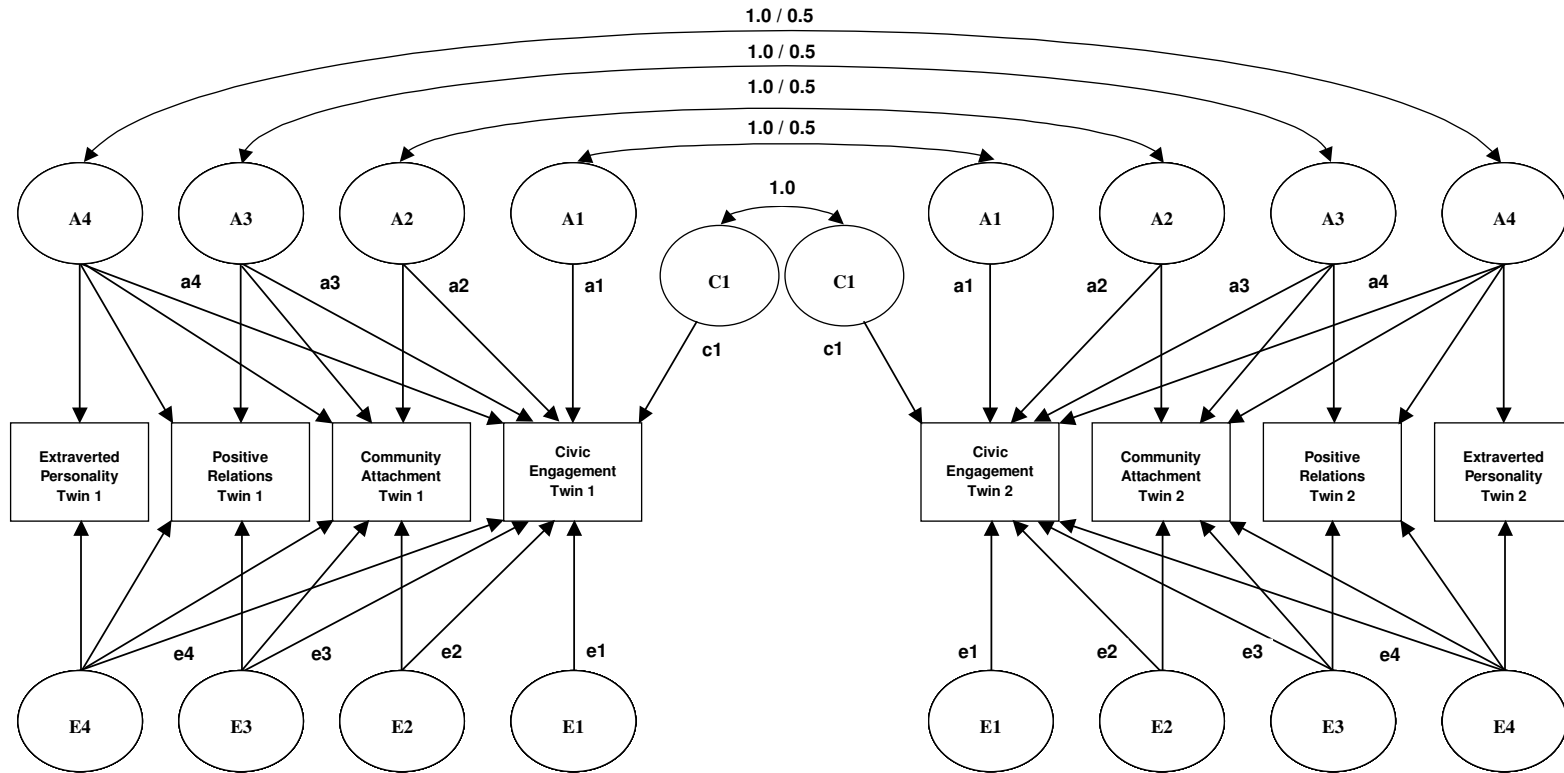 1.0 / 0.5
1.0 / 0.5
1.0 / 0.5
1.0 / 0.5
1.0
A4
A3
A2
A1
C1
C1
A1
A2
A3
A4
a4
a3
a2
a1
c1
c1
a1
a2
a3
a4
Extraverted
Personality
Twin 1
Positive
Relations
Twin 1
Community
Attachment
Twin 1
Civic
Engagement
Twin 1
Civic
Engagement
Twin 2
Community
Attachment
Twin 2
Positive
Relations
Twin 2
Extraverted
Personality
Twin 2
e4
e3
e2
e1
e1
e2
e3
e4
E4
E3
E2
E1
E1
E2
E3
E4